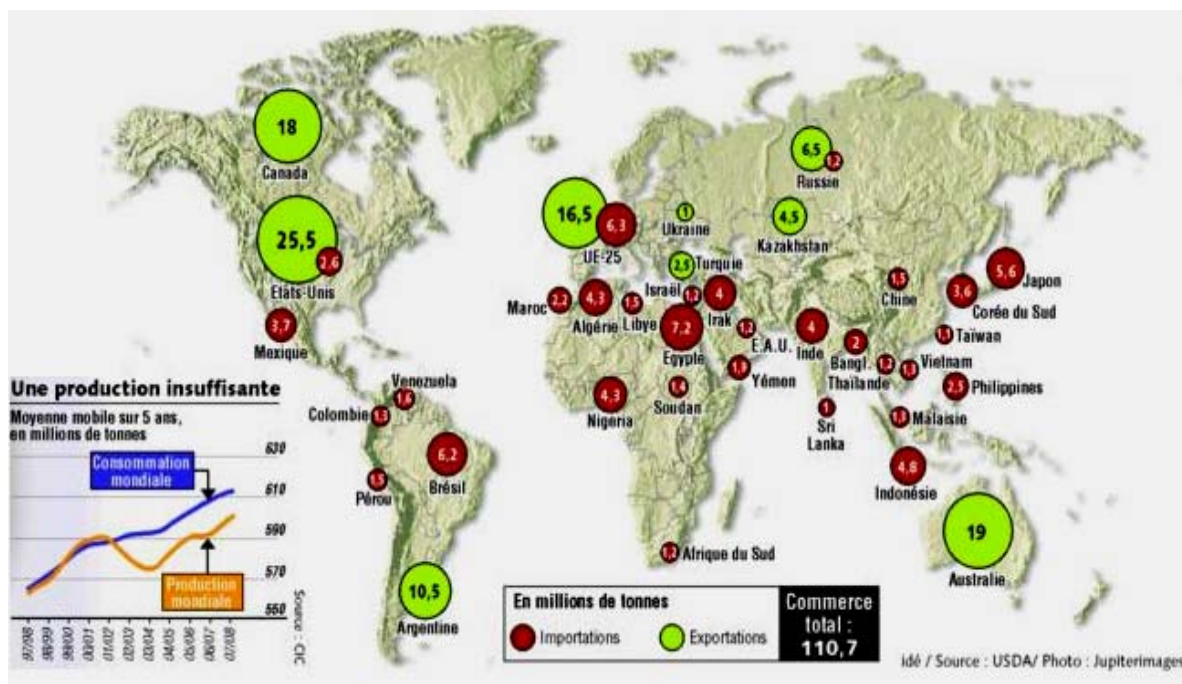 18
Canada
25,5
2,6
Etats-Unis
3,7
Mexique
16,5
6,3
UE-25
1
Ukraine
6,5
1,2
Russie
4,5
Kazakhstan
2,5
Turquie
Israël
1,2
4
Irak
Maroc
2,2
4,3
Algérie
1,5
Libye
7,2
Egypte
1,2
E.A.U.
Yémen
4
Inde
2
Bangl.
1,5
Chine
3,6
Corée du Sud
5,6
Japon
1,1
Taïwan
1,2
Thaïlande
Vietnam
2,5
Philippines
1
Sri
Lanka
Malaisie
4,8
Indonésie
4,3
Nigeria
1,4
Soudan
Venezuela
1,6
Colombie
1,3
6,2
Brésil
1,5
Pérou
10,5
Argentine
1,2
Afrique du Sud
19
Australie
Une production insuffisante
Moyenne mobile sur 5 ans,
en millions de tonnes
Consommation
mondiale
Production
mondiale
630
610
590
570
550
97/98
98/99
00/01
01/02
02/03
03/04
04/05
05/06
06/07
07/08
Source : CIC
En millions de tonnes
Importations
Exportations
Commerce
total :
110,7
Idé / Source : USDA/ Photo : Jupiterimages